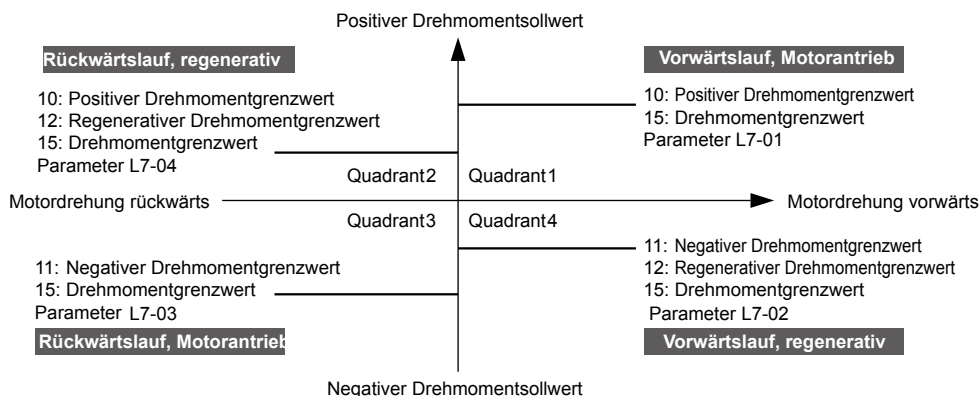 Positiver Drehmomentsollwert
Rückwärtslauf, regenerativ
10: Positiver Drehmomentgrenzwert
12: Regenerativer Drehmomentgrenzwert
15: Drehmomentgrenzwert
Parameter L7-04
Vorwärtslauf, Motorantrieb
10: Positiver Drehmomentgrenzwert
15: Drehmomentgrenzwert
Parameter L7-01
Quadrant2
Quadrant1
Motordrehung rückwärts
Motordrehung vorwärts
Quadrant3
Quadrant4
11: Negativer Drehmomentgrenzwert
15: Drehmomentgrenzwert
Parameter L7-03
Rückwärtslauf, Motorantrieb
11: Negativer Drehmomentgrenzwert
12: Regenerativer Drehmomentgrenzwert
15: Drehmomentgrenzwert
Parameter L7-02
Vorwärtslauf, regenerativ
Negativer Drehmomentsollwert